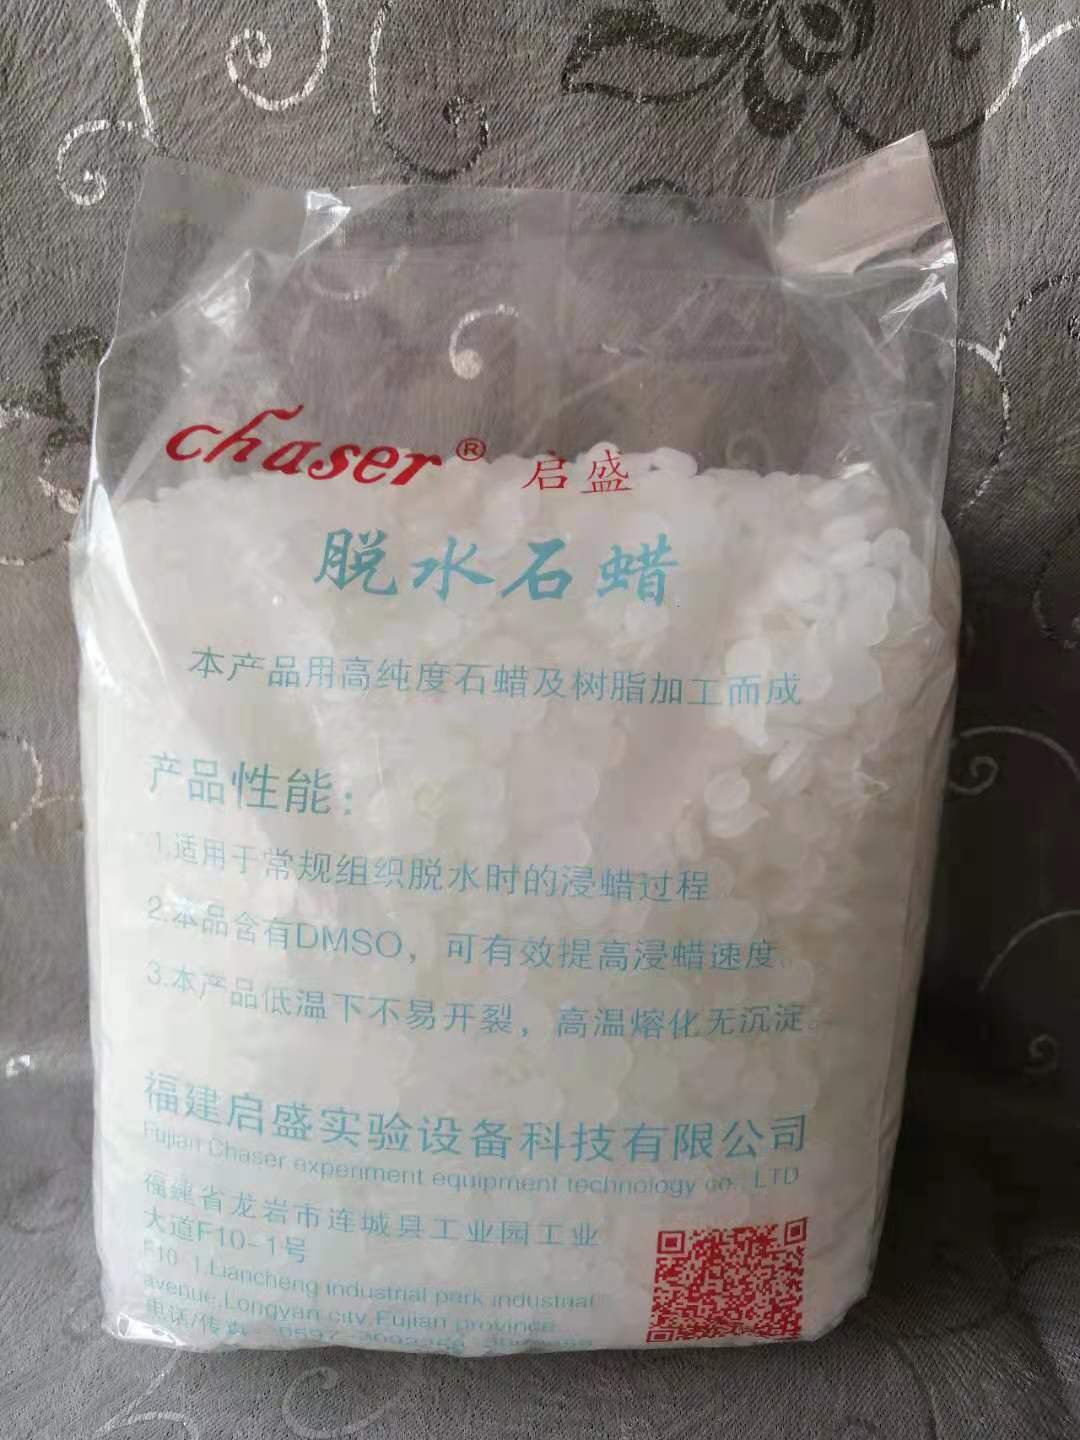 chaser® 启盛
脱水石蜡
本产品用高纯度石蜡及树脂加工而成
产品性能：
1.适用于常规组织脱水时的浸蜡过程
2.本品含有DMSO，可有效提高浸蜡速度。
3.本产品低温下不易开裂，高温熔化无沉淀。
福建启盛实验设备科技有限公司
Fujian Chaser experiment equipment technology co., LTD
福建省龙岩市连城县工业园工业
大道F10-1号
F10-1,Liancheng industrial park,industrial
avenue,Longyan city,Fujian province
电话/传真：0597-